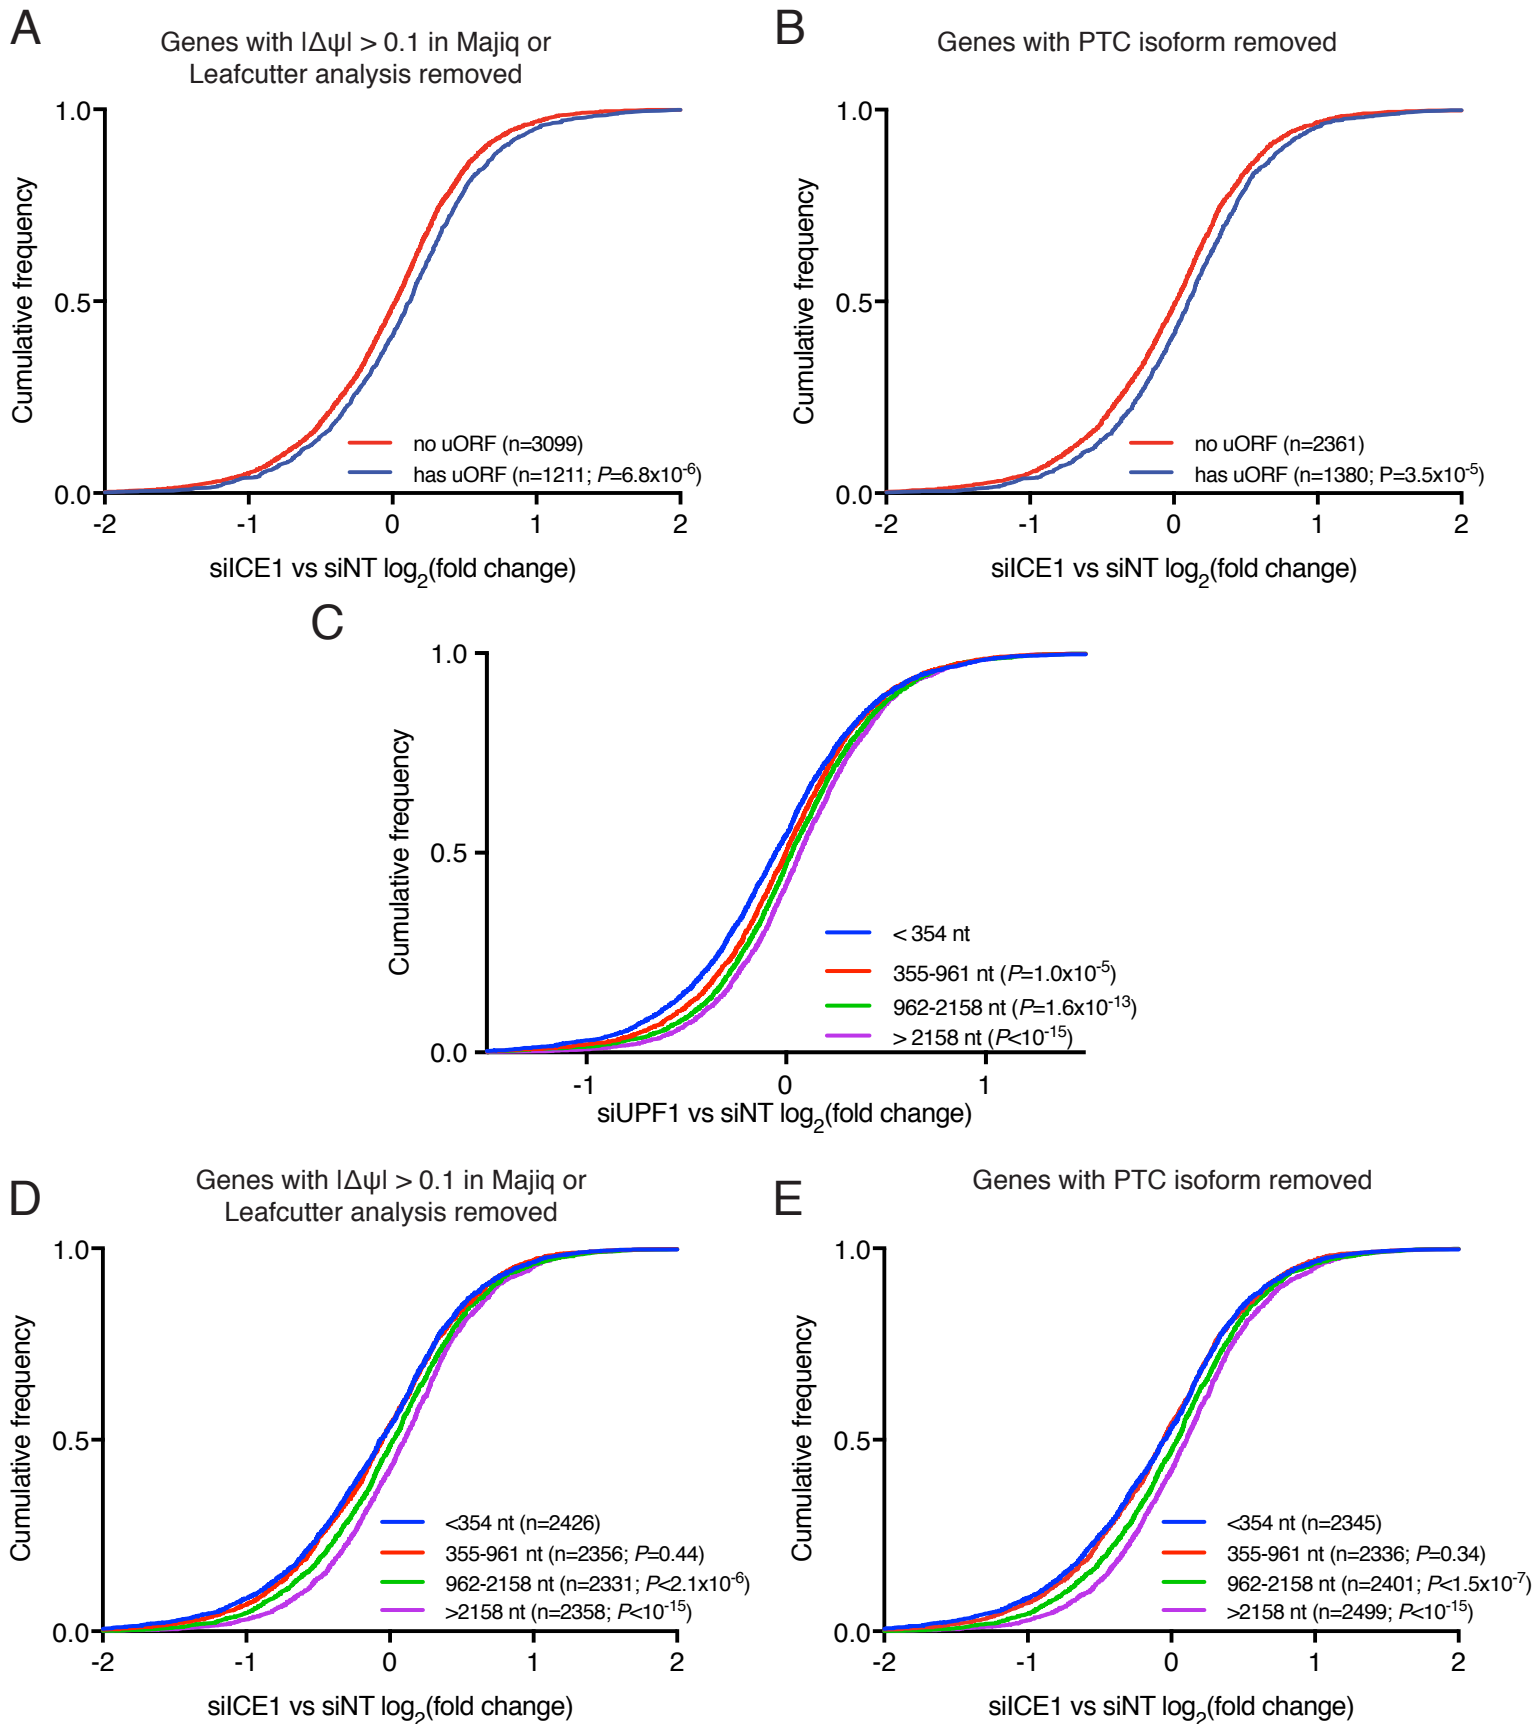 A
Genes with |Δψ| > 0.1 in Majiq or
Leafcutter analysis removed
Cumulative frequency
1.0
0.5
0.0
no uORF (n=3099)
has uORF (n=1211; P=6.8x10⁻⁶)
-2 -1 0 1 2
siICE1 vs siNT log₂(fold change)
B
Genes with PTC isoform removed
Cumulative frequency
1.0
0.5
0.0
no uORF (n=2361)
has uORF (n=1380; P=3.5x10⁻⁵)
-2 -1 0 1 2
siICE1 vs siNT log₂(fold change)
C
Cumulative frequency
1.0
0.5
0.0
< 354 nt
355-961 nt (P=1.0x10⁻⁵)
962-2158 nt (P=1.6x10⁻¹³)
> 2158 nt (P<10⁻¹⁵)
-1 0 1
siUPF1 vs siNT log₂(fold change)
D
Genes with |Δψ| > 0.1 in Majiq or
Leafcutter analysis removed
Cumulative frequency
1.0
0.5
0.0
<354 nt (n=2426)
355-961 nt (n=2356; P=0.44)
962-2158 nt (n=2331; P<2.1x10⁻⁶)
>2158 nt (n=2358; P<10⁻¹⁵)
-2 -1 0 1 2
siICE1 vs siNT log₂(fold change)
E
Genes with PTC isoform removed
Cumulative frequency
1.0
0.5
0.0
<354 nt (n=2345)
355-961 nt (n=2336; P=0.34)
962-2158 nt (n=2401; P<1.5x10⁻⁷)
>2158 nt (n=2499; P<10⁻¹⁵)
-2 -1 0 1 2
siICE1 vs siNT log₂(fold change)